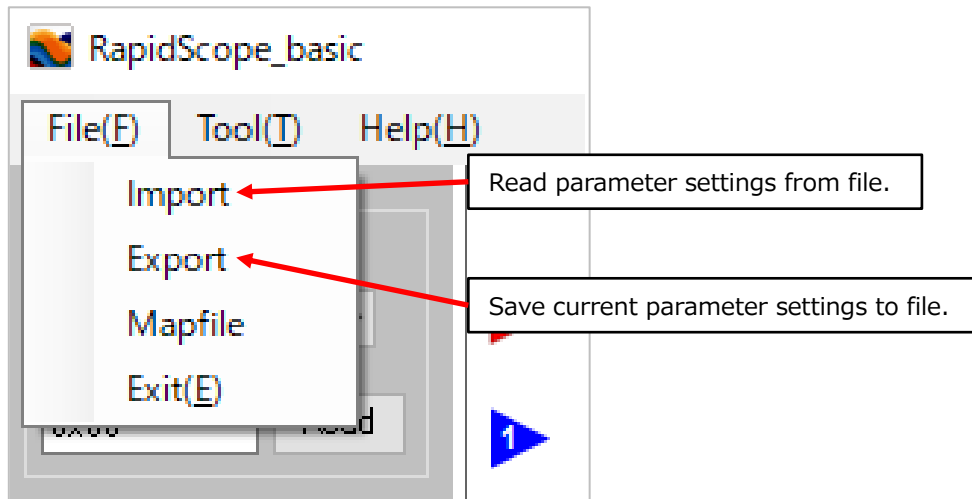 RapidScope_basic
File(F) Tool(T) Help(H)
Import
Read parameter settings from file.
Export
Save current parameter settings to file.
Mapfile
Exit(E)
1